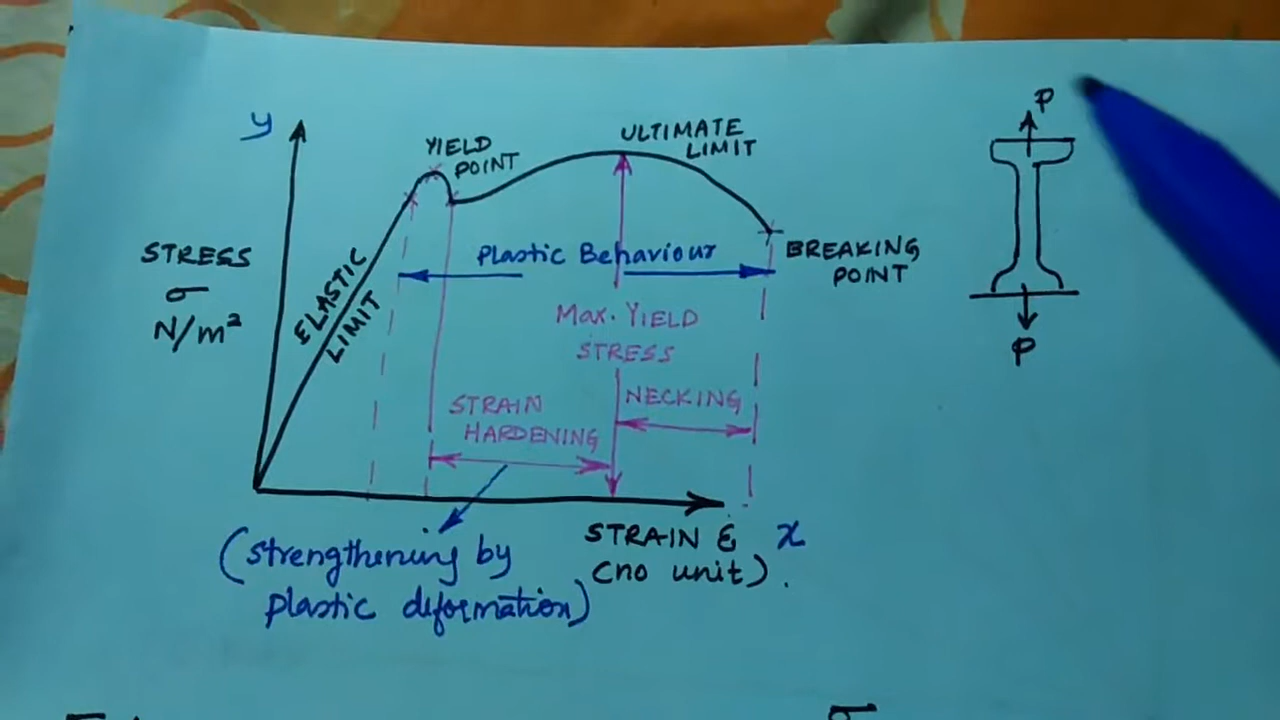 y
YIELD
POINT
ULTIMATE
LIMIT
P
STRESS
σ
N/m²
ELASTIC
LIMIT
Plastic Behaviour
BREAKING
POINT
Max. YIELD
STRESS
P
STRAIN
HARDENING
NECKING
(strengthening by
plastic deformation)
STRAIN ε
(no unit).
x